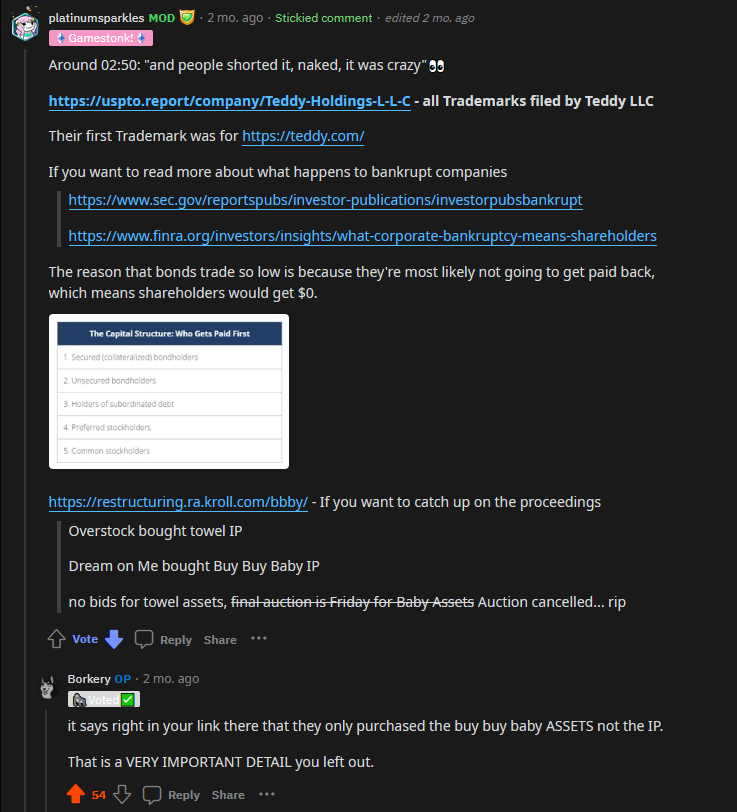 platinumsparkles MOD · 2 mo. ago · Stickied comment · edited 2 mo. ago
Gamestonk!
Around 02:50: "and people shorted it, naked, it was crazy"👀
https://uspto.report/company/Teddy-Holdings-L-L-C - all Trademarks filed by Teddy LLC
Their first Trademark was for https://teddy.com/
If you want to read more about what happens to bankrupt companies
https://www.sec.gov/reportspubs/investor-publications/investorpubsbankrupt
https://www.finra.org/investors/insights/what-corporate-bankruptcy-means-shareholders
The reason that bonds trade so low is because they're most likely not going to get paid back,
which means shareholders would get $0.
The Capital Structure: Who Gets Paid First
1. Secured (collateralized) bondholders
2. Unsecured bondholders
3. Holders of subordinated debt
4. Preferred stockholders
5. Common stockholders
https://restructuring.ra.kroll.com/bbby/ - If you want to catch up on the proceedings
Overstock bought towel IP
Dream on Me bought Buy Buy Baby IP
no bids for towel assets, final auction is Friday for Baby Assets Auction cancelled... rip
Vote Reply Share ···
Borkery OP · 2 mo. ago
Voted ✅
it says right in your link there that they only purchased the buy buy baby ASSETS not the IP.
That is a VERY IMPORTANT DETAIL you left out.
54 Reply Share ···